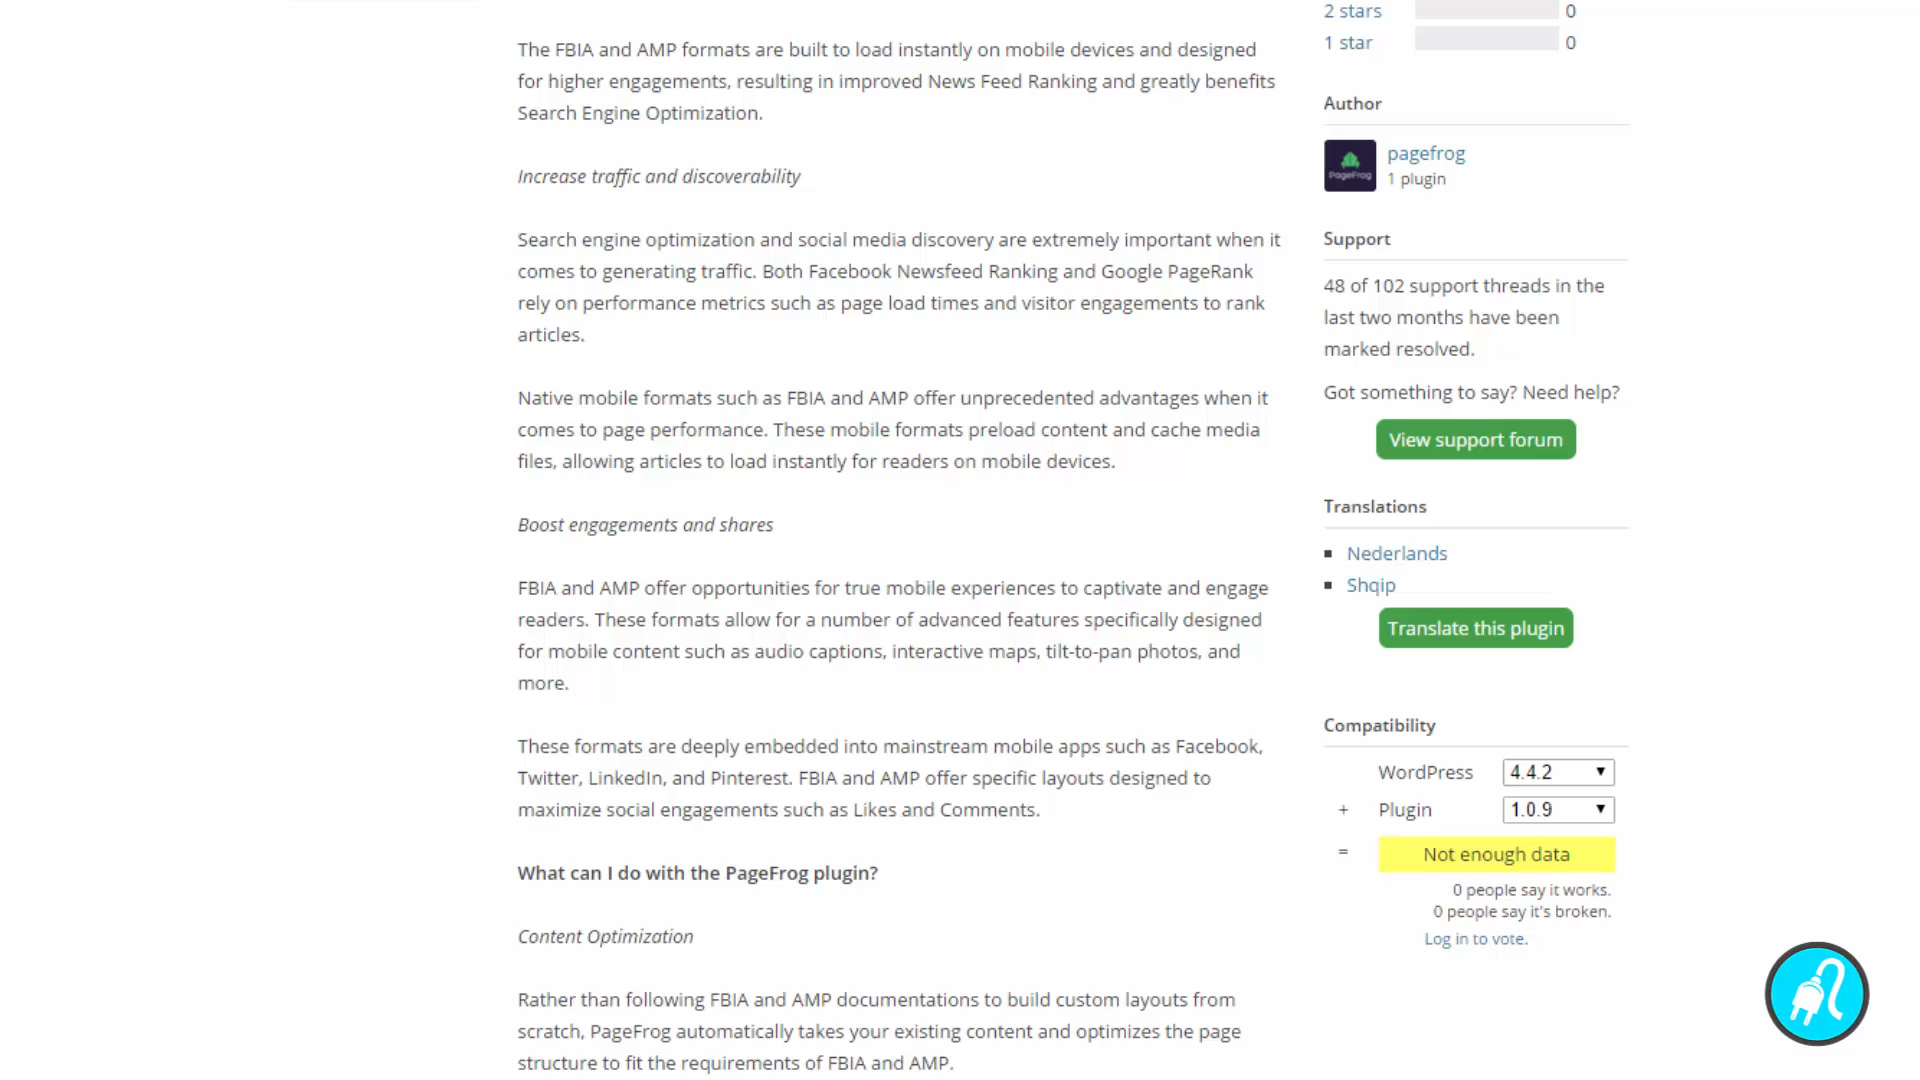 The FBIA and AMP formats are built to load instantly on mobile devices and designed
for higher engagements, resulting in improved News Feed Ranking and greatly benefits
Search Engine Optimization.
Increase traffic and discoverability
Search engine optimization and social media discovery are extremely important when it
comes to generating traffic. Both Facebook Newsfeed Ranking and Google PageRank
rely on performance metrics such as page load times and visitor engagements to rank
articles.
Native mobile formats such as FBIA and AMP offer unprecedented advantages when it
comes to page performance. These mobile formats preload content and cache media
files, allowing articles to load instantly for readers on mobile devices.
Boost engagements and shares
FBIA and AMP offer opportunities for true mobile experiences to captivate and engage
readers. These formats allow for a number of advanced features specifically designed
for mobile content such as audio captions, interactive maps, tilt-to-pan photos, and
more.
These formats are deeply embedded into mainstream mobile apps such as Facebook,
Twitter, LinkedIn, and Pinterest. FBIA and AMP offer specific layouts designed to
maximize social engagements such as Likes and Comments.
What can I do with the PageFrog plugin?
Content Optimization
Rather than following FBIA and AMP documentations to build custom layouts from
scratch, PageFrog automatically takes your existing content and optimizes the page
structure to fit the requirements of FBIA and AMP.
2 stars 0
1 star 0
Author
PageFrog
pagefrog
1 plugin
Support
48 of 102 support threads in the
last two months have been
marked resolved.
Got something to say? Need help?
View support forum
Translations
Nederlands
Shqip
Translate this plugin
Compatibility
WordPress 4.4.2
+ Plugin 1.0.9
= Not enough data
0 people say it works.
0 people say it's broken.
Log in to vote.